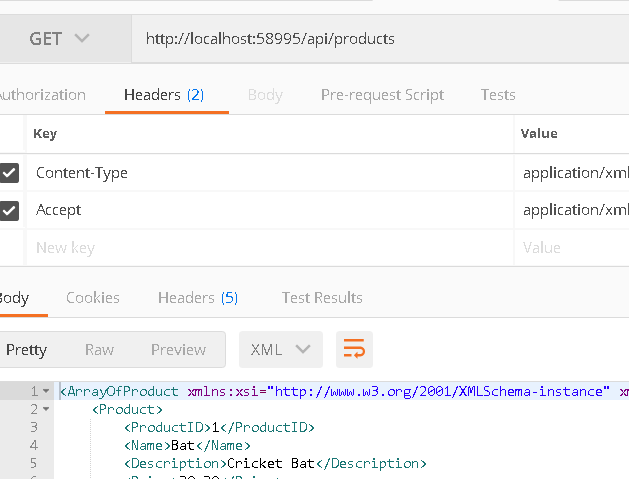 GET http://localhost:58995/api/products
Authorization Headers (2) Body Pre-request Script Tests
Key Value
Content-Type application/xml
Accept application/xml
New key Value
Body Cookies Headers (5) Test Results
Pretty Raw Preview XML
1 <ArrayOfProduct xmlns:xsi="http://www.w3.org/2001/XMLSchema-instance"
2 <Product>
3 <ProductID>1</ProductID>
4 <Name>Bat</Name>
5 <Description>Cricket Bat</Description>